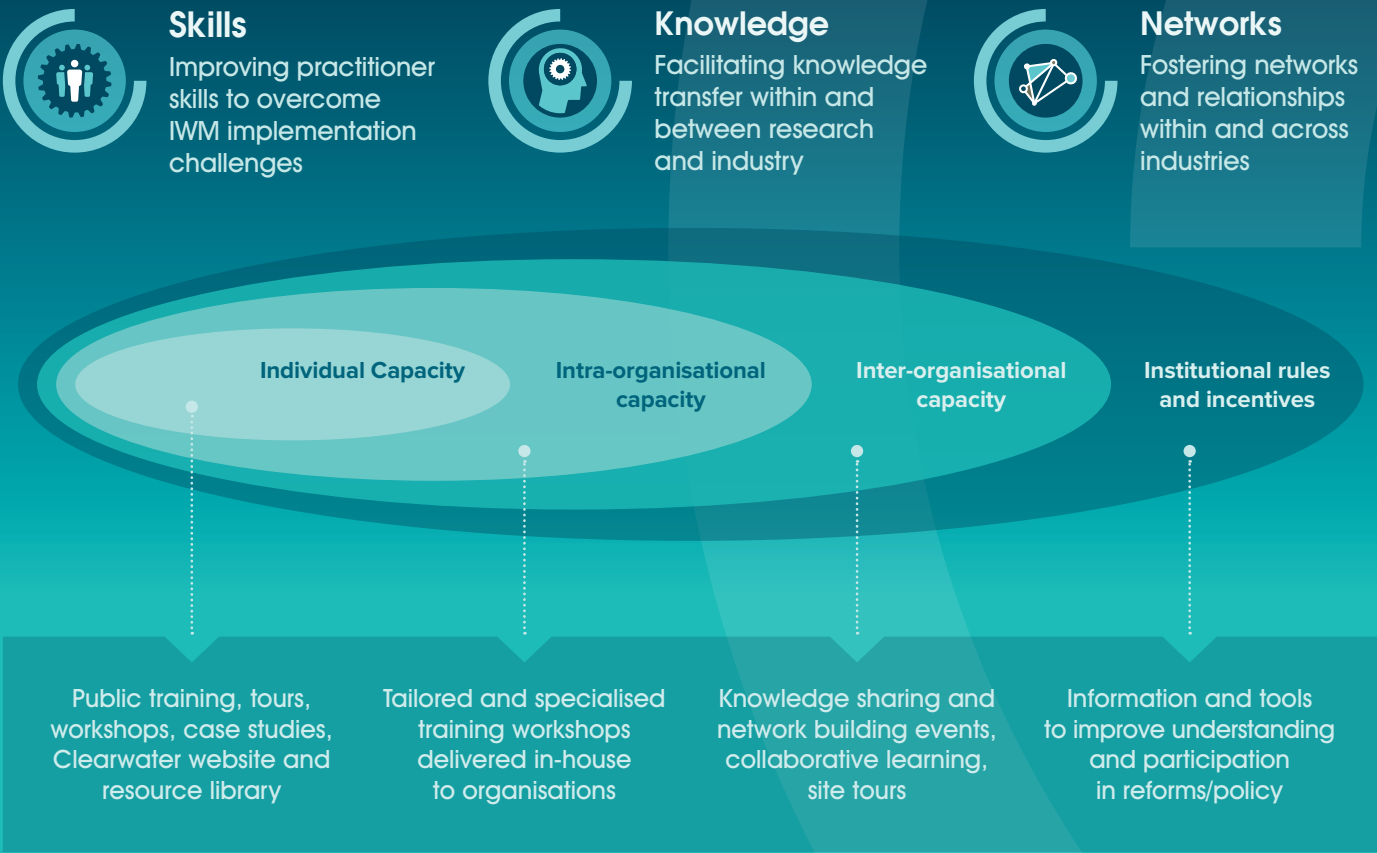 Skills
Improving practitioner
skills to overcome
IWM implementation
challenges
Knowledge
Facilitating knowledge
transfer within and
between research
and industry
Networks
Fostering networks
and relationships
within and across
industries
Individual Capacity
Intra-organisational
capacity
Inter-organisational
capacity
Institutional rules
and incentives
Public training, tours,
workshops, case studies,
Clearwater website and
resource library
Tailored and specialised
training workshops
delivered in-house
to organisations
Knowledge sharing and
network building events,
collaborative learning,
site tours
Information and tools
to improve understanding
and participation
in reforms/policy